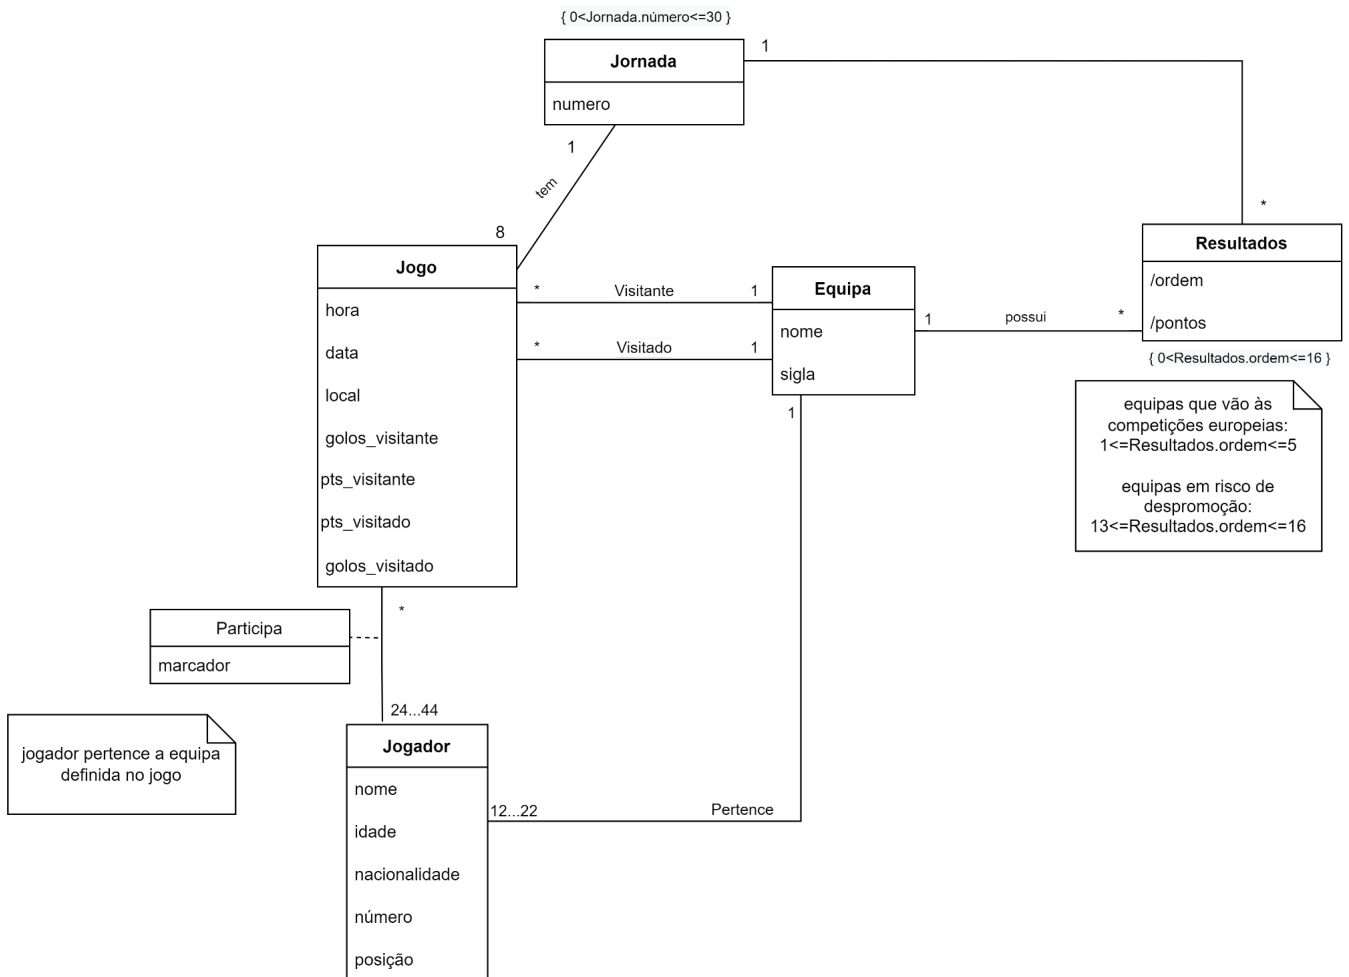 { 0<Jornada.número<=30 }
1
Jornada
numero
1
tem
8
*
Jogo
hora
data
local
golos_visitante
pts_visitante
pts_visitado
golos_visitado
*
Visitante
1
*
Visitado
1
Equipa
nome
sigla
1
possui
*
Resultados
/ordem
/pontos
{ 0<Resultados.ordem<=16 }
equipas que vão às
competições europeias:
1<=Resultados.ordem<=5
equipas em risco de
despromoção:
13<=Resultados.ordem<=16
1
*
Participa
marcador
24...44
jogador pertence a equipa
definida no jogo
Jogador
nome
idade
nacionalidade
número
posição
12...22
Pertence